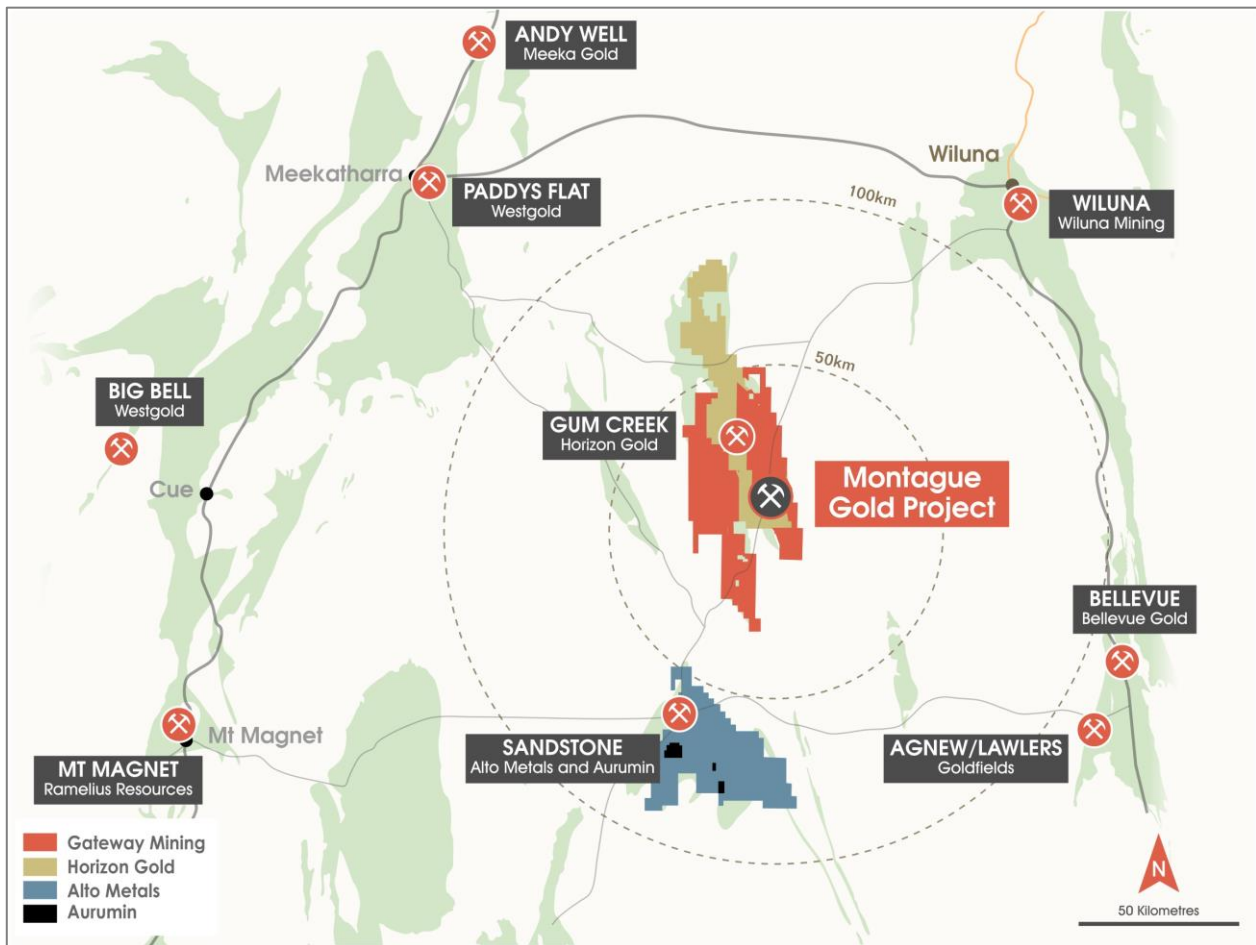 ANDY WELL
Meeka Gold
Meekatharra
PADDYS FLAT
Westgold
Wiluna
WILUNA
Wiluna Mining
100km
50km
BIG BELL
Westgold
GUM CREEK
Horizon Gold
Montague
Gold Project
Cue
BELLEVUE
Bellevue Gold
Mt Magnet
MT MAGNET
Ramelius Resources
SANDSTONE
Alto Metals and Aurumin
AGNEW/LAWLERS
Goldfields
Gateway Mining
Horizon Gold
Alto Metals
Aurumin
N
50 Kilometres